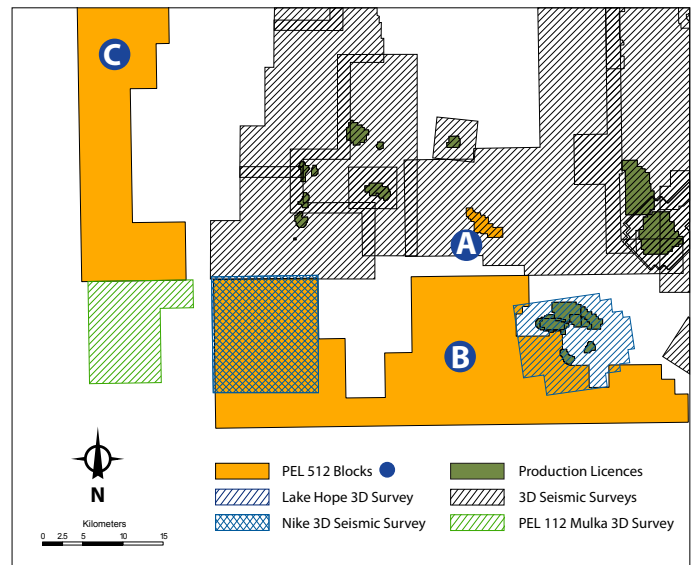 C
A
B
N
Kilometers
0 2.5 5 10 15
PEL 512 Blocks
Lake Hope 3D Survey
Nike 3D Seismic Survey
Production Licences
3D Seismic Surveys
PEL 112 Mulka 3D Survey